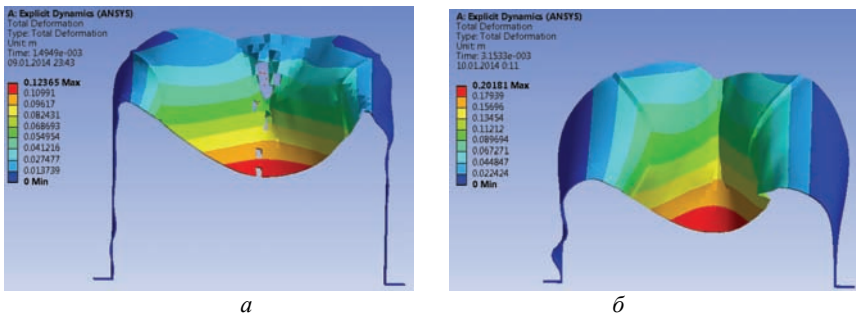 A: Explicit Dynamics (ANSYS)
Total Deformation
Type: Total Deformation
Unit: m
Time: 1.4949e-003
09.01.2014 23:43
0.12365 Max
0.10991
0.09617
0.082431
0.068693
0.054954
0.041216
0.027477
0.013739
0 Min
A: Explicit Dynamics (ANSYS)
Total Deformation
Type: Total Deformation
Unit: m
Time: 3.1533e-003
10.01.2014 0:11
0.20181 Max
0.17939
0.15696
0.13454
0.11212
0.089694
0.067271
0.044847
0.022424
0 Min
а
б